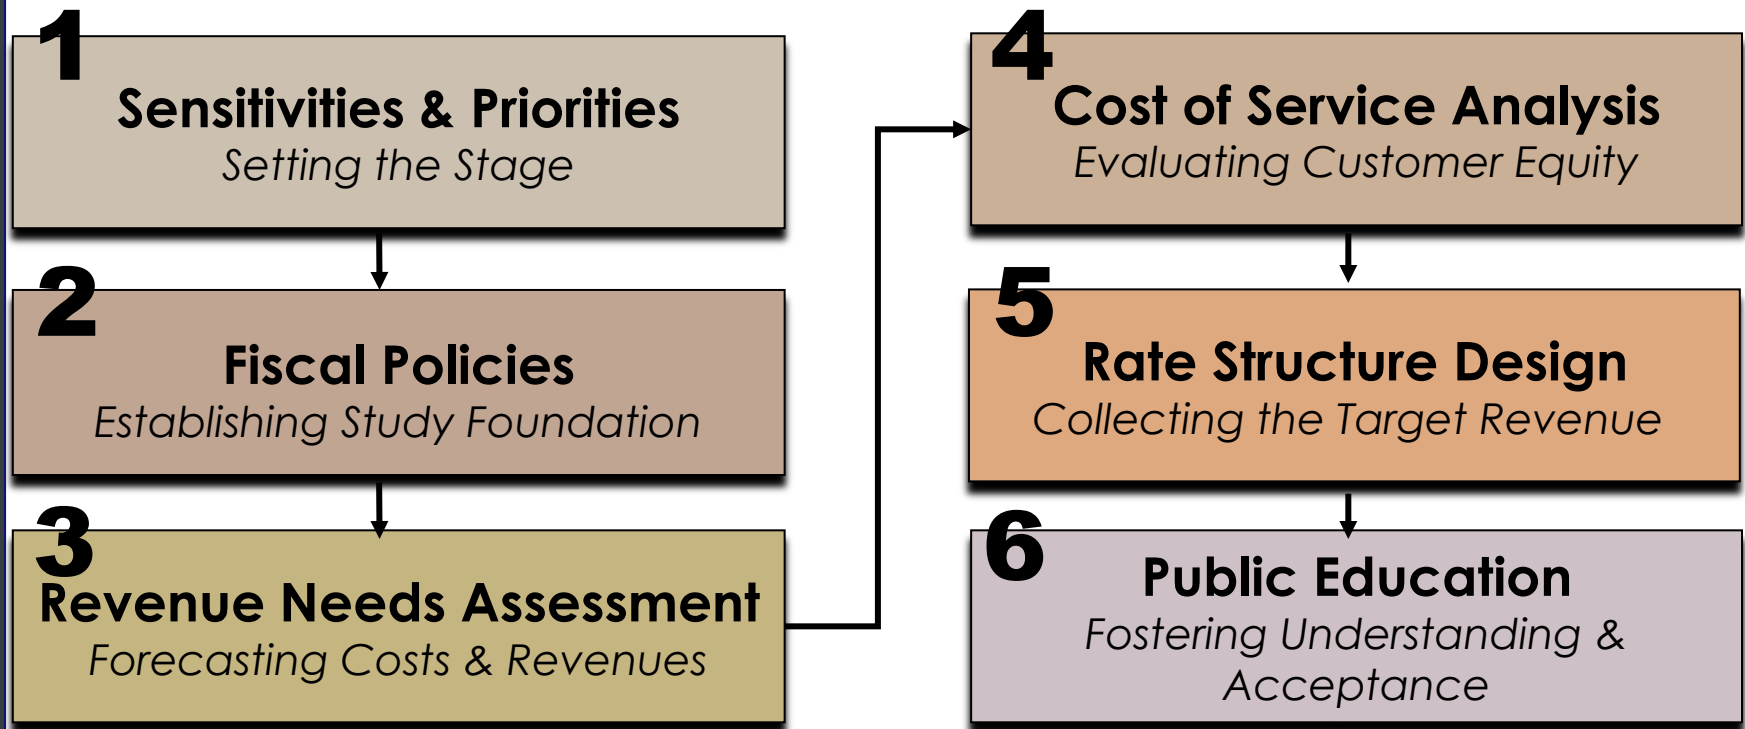 1
Sensitivities & Priorities
Setting the Stage
2
Fiscal Policies
Establishing Study Foundation
3
Revenue Needs Assessment
Forecasting Costs & Revenues
4
Cost of Service Analysis
Evaluating Customer Equity
5
Rate Structure Design
Collecting the Target Revenue
6
Public Education
Fostering Understanding &
Acceptance